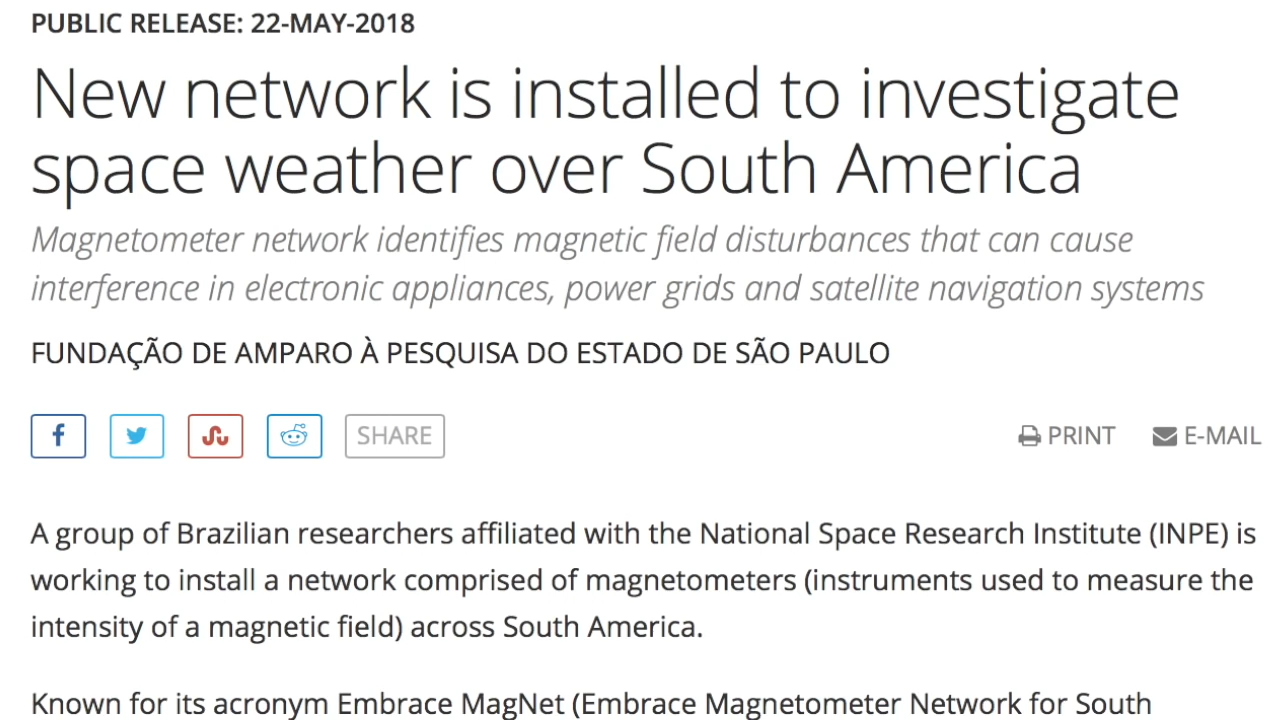 PUBLIC RELEASE: 22-MAY-2018
New network is installed to investigate
space weather over South America
Magnetometer network identifies magnetic field disturbances that can cause
interference in electronic appliances, power grids and satellite navigation systems
FUNDAÇÃO DE AMPARO À PESQUISA DO ESTADO DE SÃO PAULO
f SHARE PRINT E-MAIL
A group of Brazilian researchers affiliated with the National Space Research Institute (INPE) is
working to install a network comprised of magnetometers (instruments used to measure the
intensity of a magnetic field) across South America.
Known for its acronym Embrace MagNet (Embrace Magnetometer Network for South